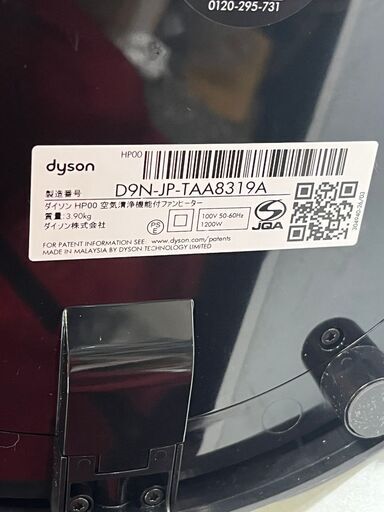 0120-295-731
HP00
dyson
製造番号 D9N-JP-TAA8319A
ダイソン HP00 空気清浄機能付ファンヒーター
質量:3.90kg
ダイソン株式会社
PS
E
100V 50-60Hz
1200W
JQA
FOR PATENT INFORMATION SEE www.dyson.com/patents
MADE IN MALAYSIA BY DYSON TECHNOLOGY LIMITED